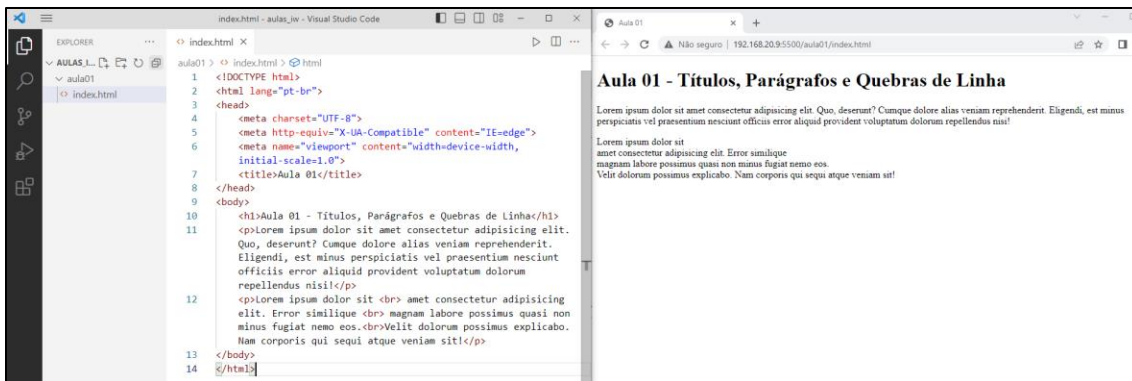 index.html - aulas_iw - Visual Studio Code
EXPLORER
AULAS_I...
aula01
index.html
index.html
aula01 > index.html > html
1 <!DOCTYPE html>
2 <html lang="pt-br">
3 <head>
4 <meta charset="UTF-8">
5 <meta http-equiv="X-UA-Compatible" content="IE=edge">
6 <meta name="viewport" content="width=device-width,
initial-scale=1.0">
7 <title>Aula 01</title>
8 </head>
9 <body>
10 <h1>Aula 01 - Títulos, Parágrafos e Quebras de Linha</h1>
11 <p>Lorem ipsum dolor sit amet consectetur adipisicing elit.
Quo, deserunt? Cumque dolore alias veniam reprehenderit.
Eligendi, est minus perspiciatis vel praesentium nesciunt
officiis error aliquid provident voluptatum dolorum
repellendus nisi!</p>
12 <p>Lorem ipsum dolor sit <br> amet consectetur adipisicing
elit. Error similique <br> magnam labore possimus quasi non
minus fugiat nemo eos.<br>Velit dolorum possimus explicabo.
Nam corporis qui sequi atque veniam sit!</p>
13 </body>
14 </html>
Aula 01
Não seguro | 192.168.20.9:5500/aula01/index.html
Aula 01 - Títulos, Parágrafos e Quebras de Linha
Lorem ipsum dolor sit amet consectetur adipisicing elit. Quo, deserunt? Cumque dolore alias veniam reprehenderit. Eligendi, est minus
perspiciatis vel praesentium nesciunt officiis error aliquid provident voluptatum dolorum repellendus nisi!
Lorem ipsum dolor sit
amet consectetur adipisicing elit. Error similique
magnam labore possimus quasi non minus fugiat nemo eos.
Velit dolorum possimus explicabo. Nam corporis qui sequi atque veniam sit!